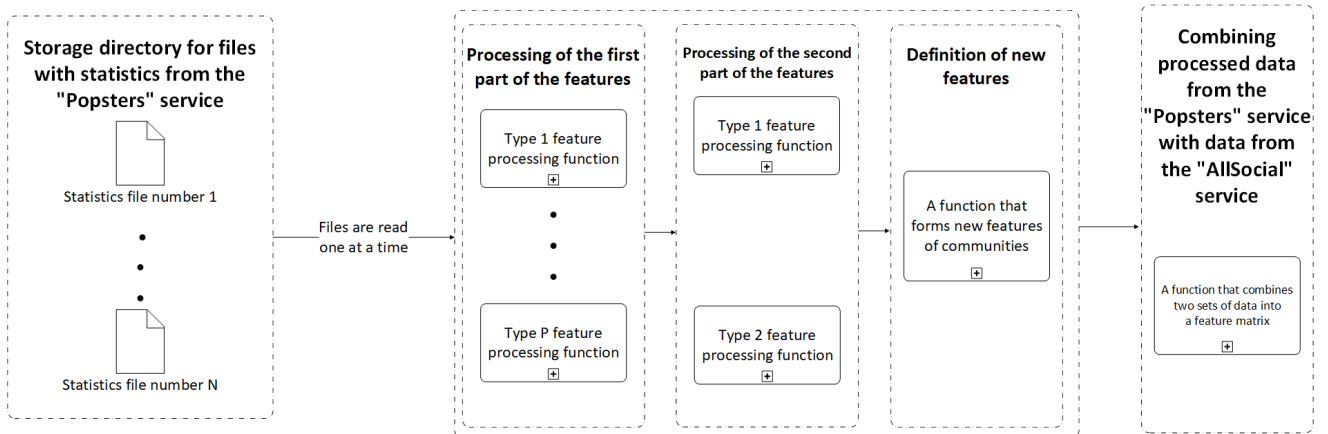 Storage directory for files
with statistics from the
"Popsters" service
Statistics file number 1
Statistics file number N
Files are read
one at a time
Processing of the first
part of the features
Type 1 feature
processing function
Type P feature
processing function
Processing of the second
part of the features
Type 1 feature
processing function
Type 2 feature
processing function
Definition of new
features
A function that
forms new features
of communities
Combining
processed data
from the
"Popsters" service
with data from
the "AllSocial"
service
A function that combines
two sets of data into
a feature matrix